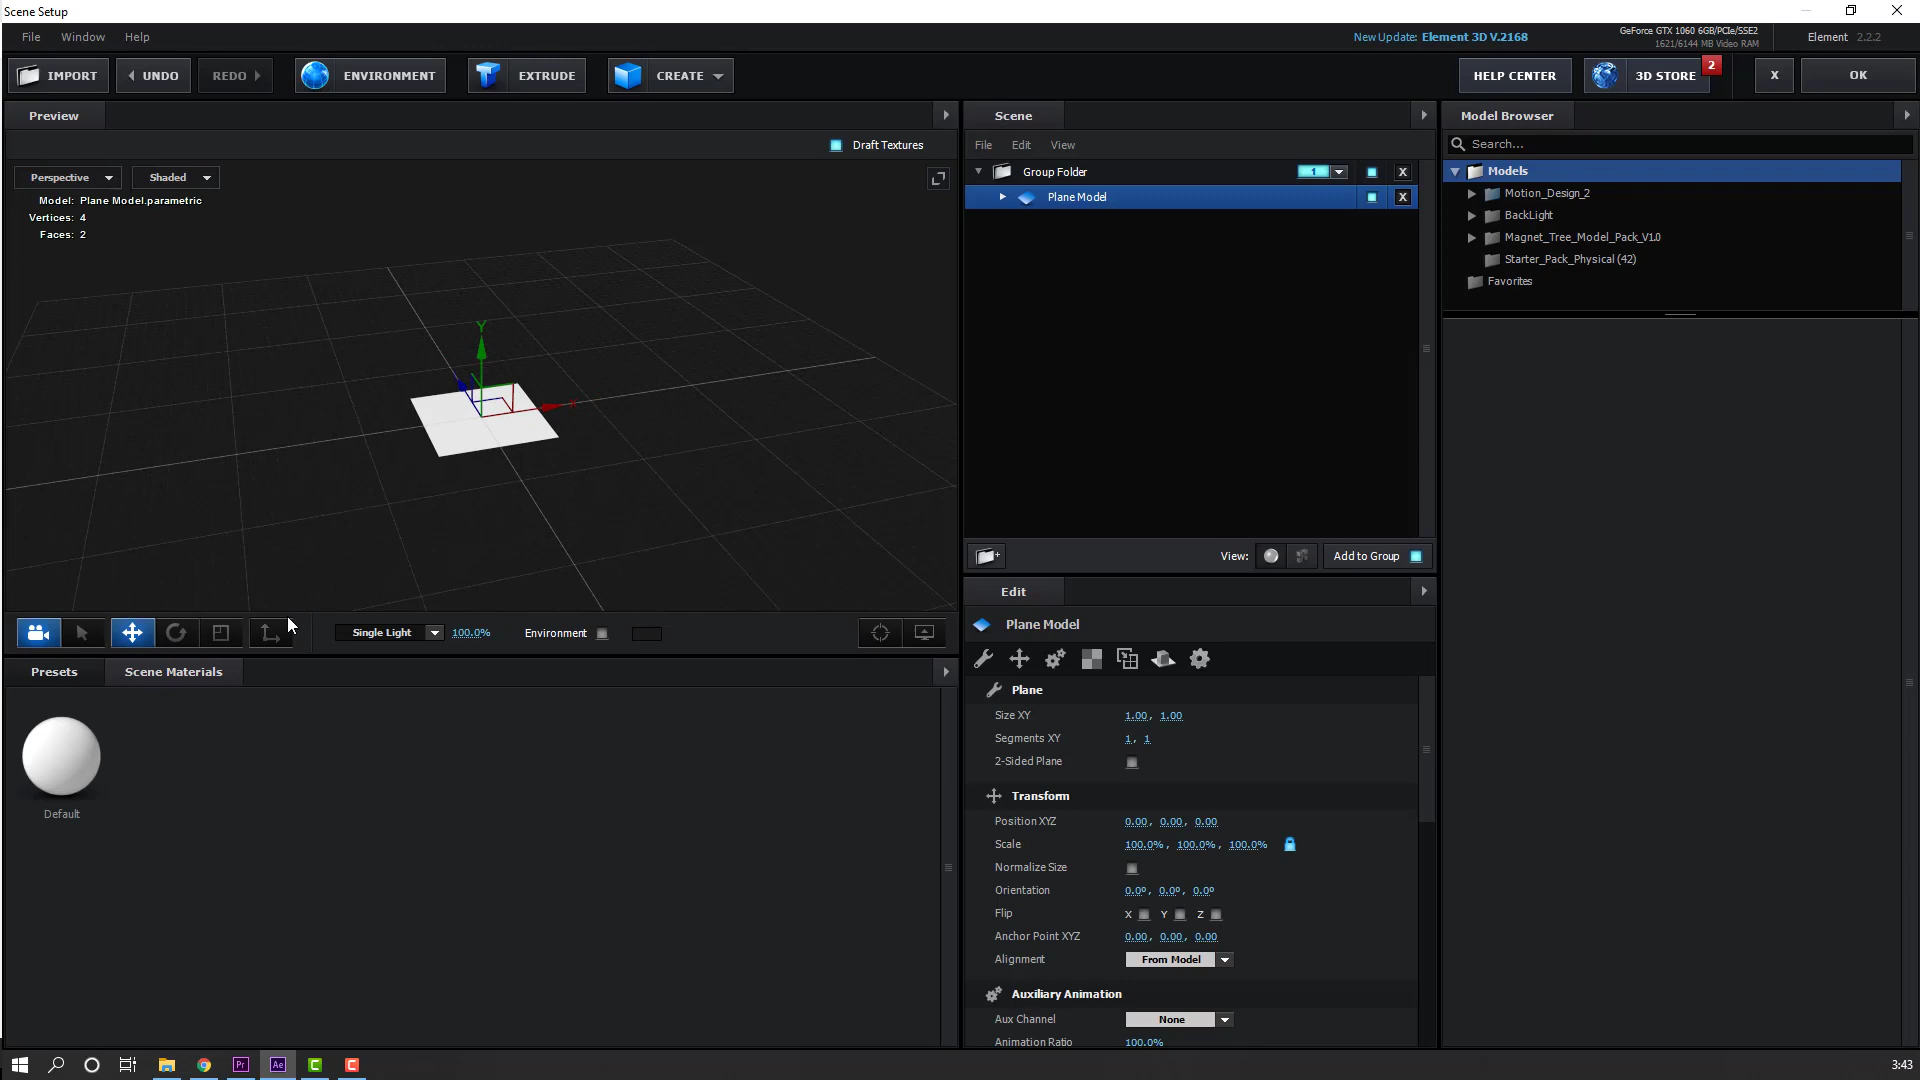 Scene Setup
File Window Help
New Update: Element 3D V.2168
GeForce GTX 1060 6GB/PCIe/SSE2
1621/6144 MB Video RAM
Element 2.2.2
IMPORT UNDO REDO ENVIRONMENT EXTRUDE CREATE HELP CENTER 3D STORE 2 X OK
Preview
Draft Textures
Perspective Shaded
Model: Plane Model.parametric
Vertices: 4
Faces: 2
Y
X
Single Light 100.0% Environment
Presets Scene Materials
Default
Scene
File Edit View
Group Folder 1 X
Plane Model X
View: Add to Group
Edit
Plane Model
Plane
Size XY 1.00, 1.00
Segments XY 1, 1
2-Sided Plane
Transform
Position XYZ 0.00, 0.00, 0.00
Scale 100.0%, 100.0%, 100.0%
Normalize Size
Orientation 0.0º, 0.0º, 0.0º
Flip X Y Z
Anchor Point XYZ 0.00, 0.00, 0.00
Alignment From Model
Auxiliary Animation
Aux Channel None
Animation Ratio 100.0%
Model Browser
Search...
Models
Motion_Design_2
BackLight
Magnet_Tree_Model_Pack_V1.0
Starter_Pack_Physical (42)
Favorites
Pr Ae C C
3:43